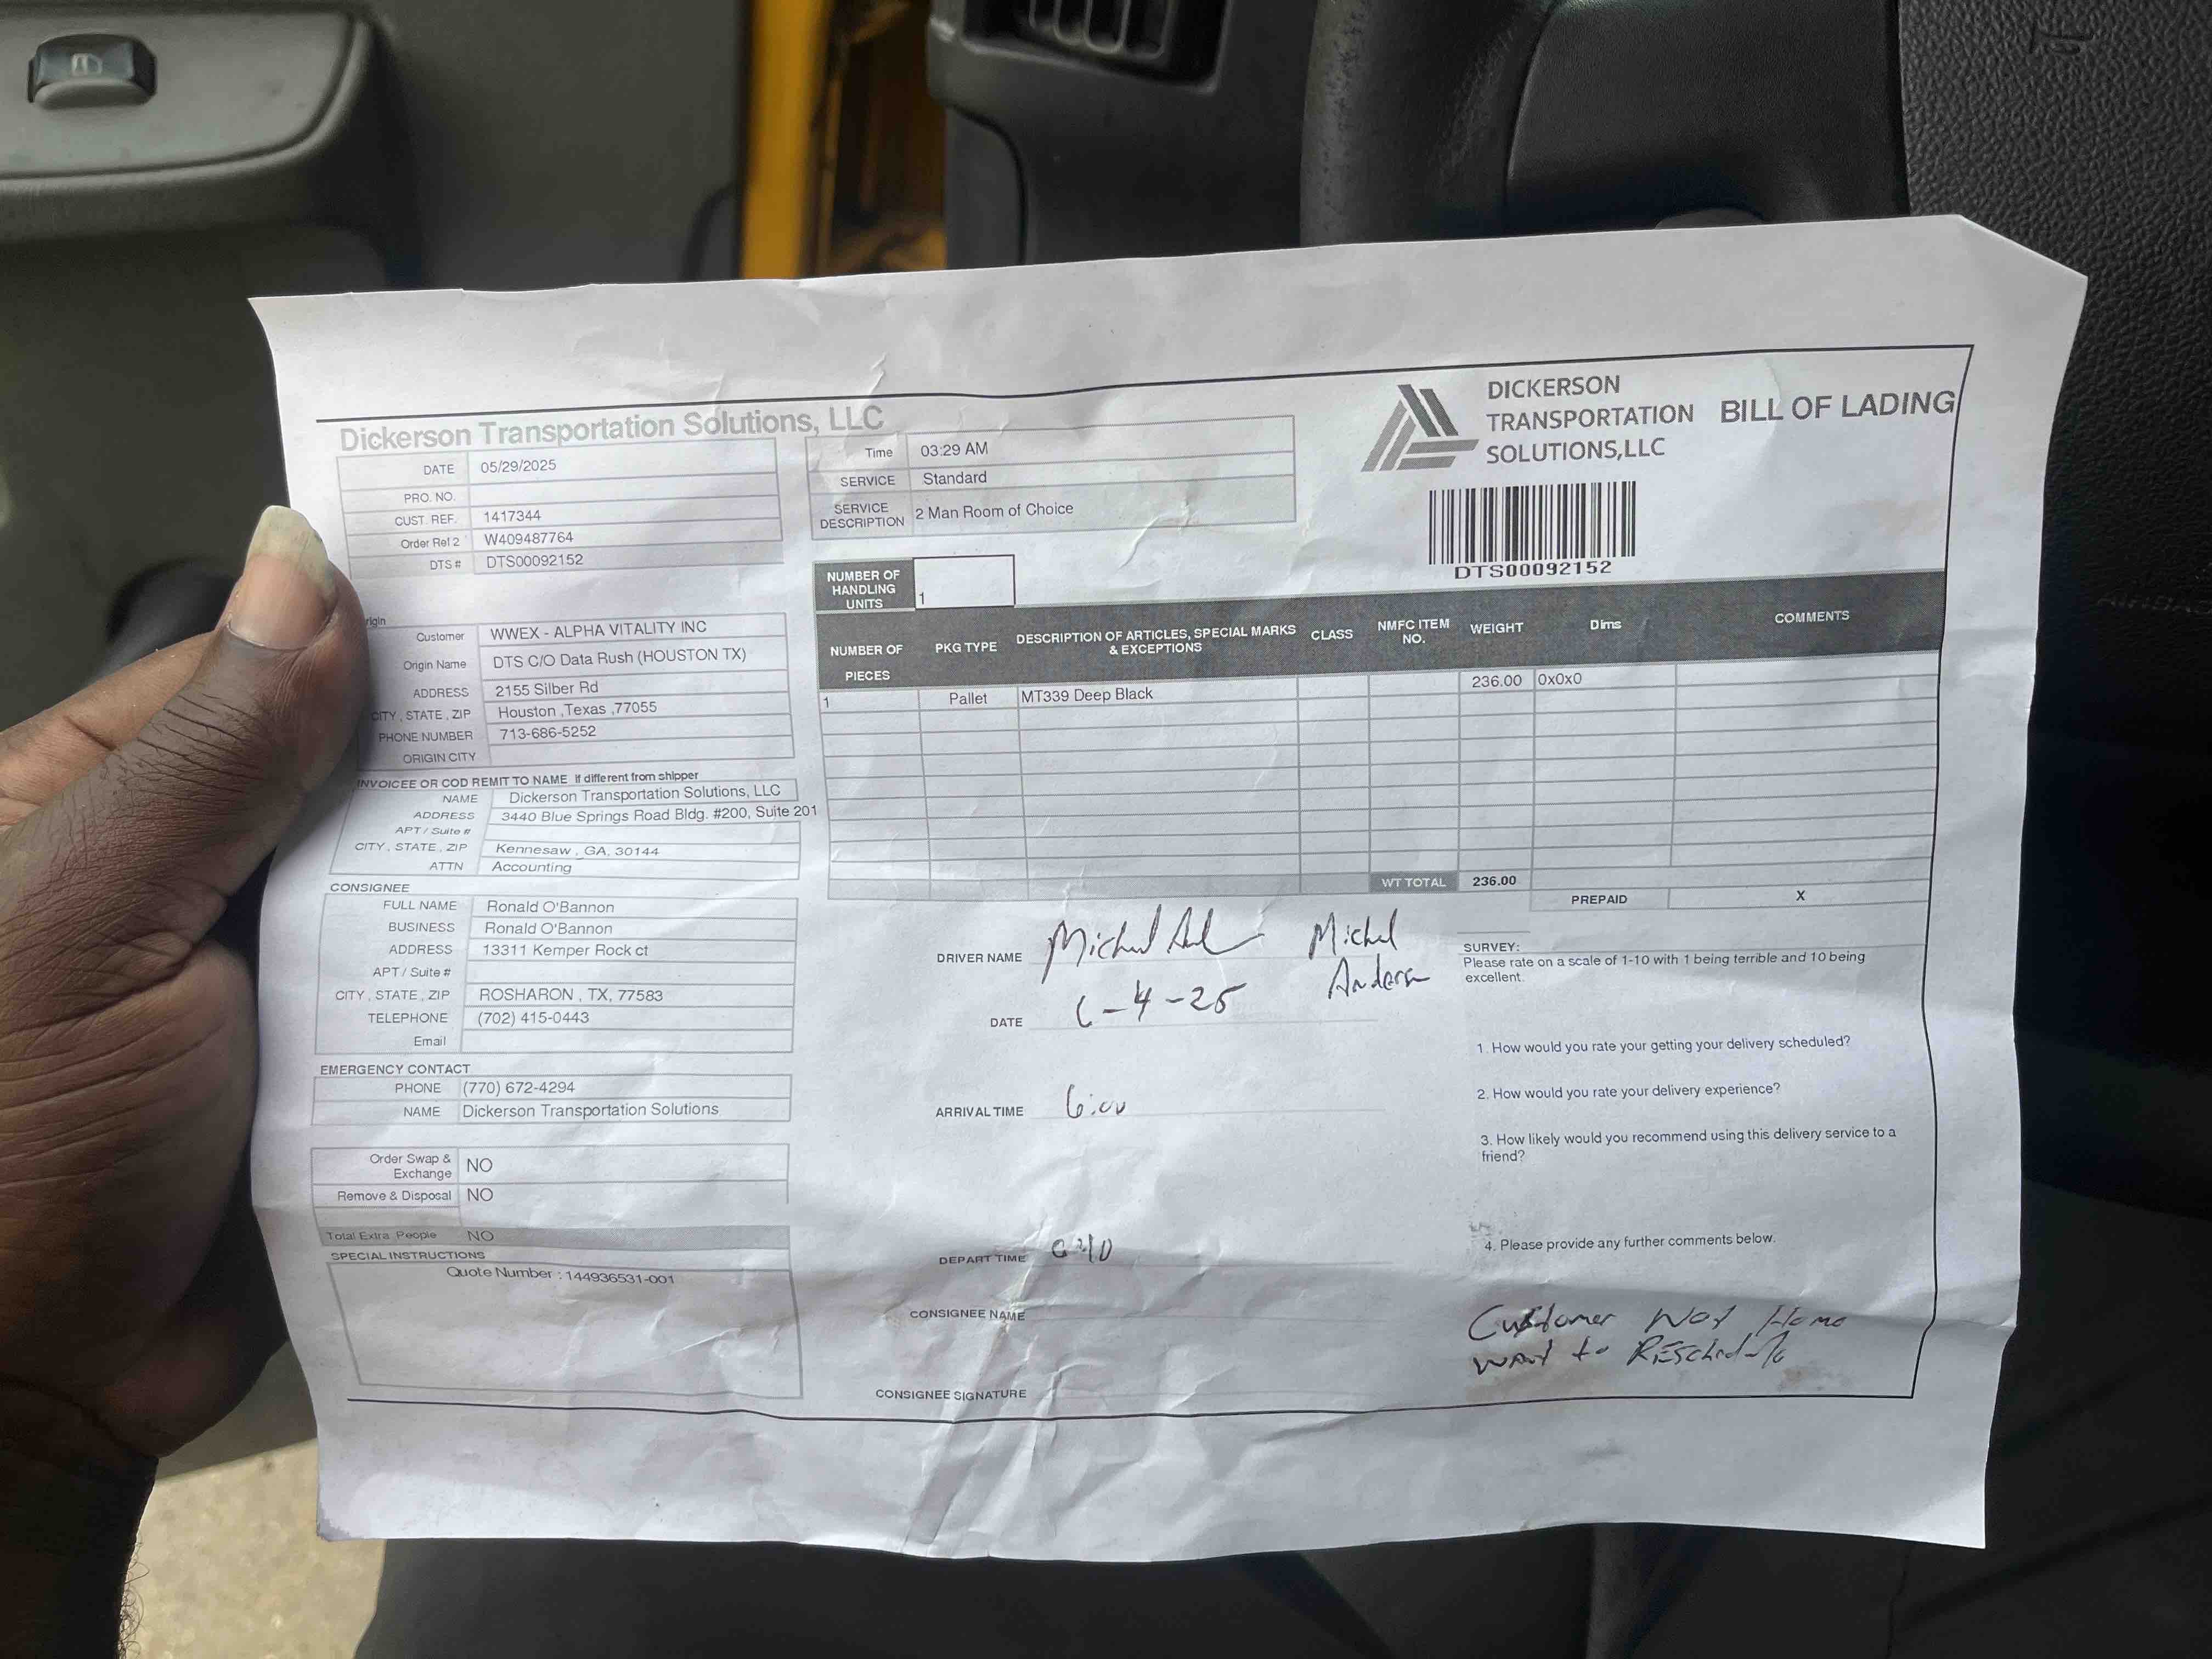 Dickerson Transportation Solutions, LLC
DATE 05/29/2025
PRO. NO.
CUST. REF. 1417344
Order Ref 2 W409487764
DTS # DTS00092152
Time 03:29 AM
SERVICE Standard
SERVICE DESCRIPTION 2 Man Room of Choice
DICKERSON
TRANSPORTATION
SOLUTIONS,LLC
BILL OF LADING
DTS00092152
rigin
Customer WWEX - ALPHA VITALITY INC
Origin Name DTS C/O Data Rush (HOUSTON TX)
ADDRESS 2155 Silber Rd
CITY , STATE , ZIP Houston ,Texas ,77055
PHONE NUMBER 713-686-5252
ORIGIN CITY
INVOICEE OR COD REMIT TO NAME if different from shipper
NAME Dickerson Transportation Solutions, LLC
ADDRESS 3440 Blue Springs Road Bldg. #200, Suite 201
APT / Suite #
CITY , STATE , ZIP Kennesaw , GA, 30144
ATTN Accounting
CONSIGNEE
FULL NAME Ronald O'Bannon
BUSINESS Ronald O'Bannon
ADDRESS 13311 Kemper Rock ct
APT / Suite #
CITY , STATE , ZIP ROSHARON , TX, 77583
TELEPHONE (702) 415-0443
Email
EMERGENCY CONTACT
PHONE (770) 672-4294
NAME Dickerson Transportation Solutions
Order Swap & Exchange NO
Remove & Disposal NO
Total Extra People NO
SPECIAL INSTRUCTIONS
Quote Number : 144936531-001
NUMBER OF HANDLING UNITS 1
NUMBER OF PIECES PKG TYPE DESCRIPTION OF ARTICLES, SPECIAL MARKS & EXCEPTIONS CLASS NMFC ITEM NO. WEIGHT Dims COMMENTS
1 Pallet MT339 Deep Black 236.00 0x0x0
WT TOTAL 236.00
PREPAID X
DRIVER NAME Michel
DATE 6-4-25
ARRIVAL TIME 6:00
DEPART TIME
CONSIGNEE NAME
CONSIGNEE SIGNATURE
SURVEY:
Please rate on a scale of 1-10 with 1 being terrible and 10 being
excellent.
1. How would you rate your getting your delivery scheduled?
2. How would you rate your delivery experience?
3. How likely would you recommend using this delivery service to a
friend?
4. Please provide any further comments below.
Customer Not Home
Want to